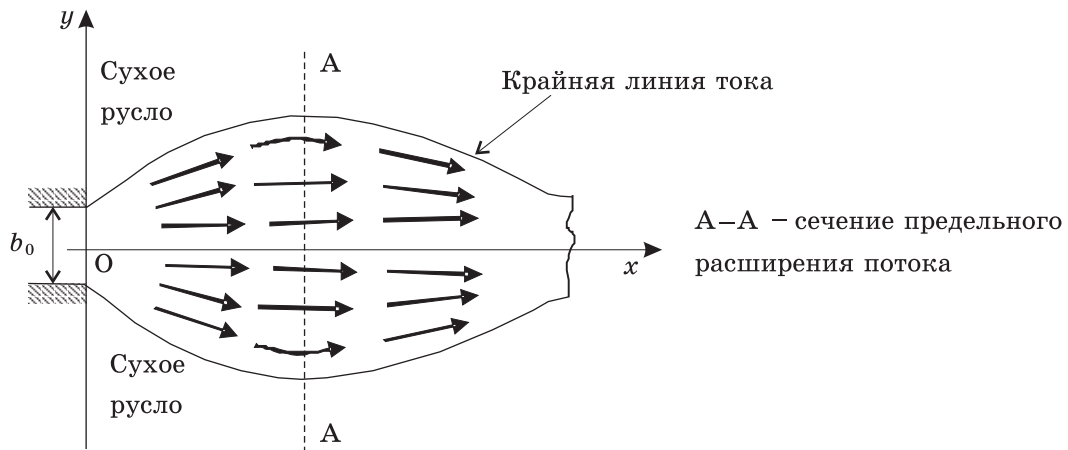 y
Сухое
русло
A
Крайняя линия тока
b₀
O
x
A–A – сечение предельного
расширения потока
Сухое
русло
A